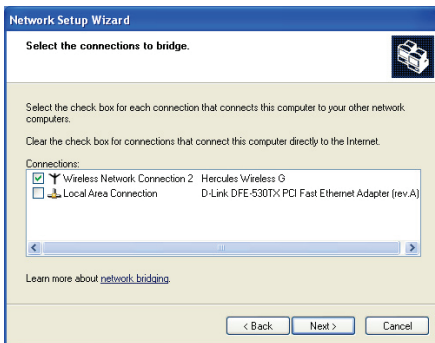 Network Setup Wizard
Select the connections to bridge.
Select the check box for each connection that connects this computer to your other network
computers.
Clear the check box for connections that connect this computer directly to the Internet.
Connections:
Wireless Network Connection 2 Hercules Wireless G
Local Area Connection D-Link DFE-530TX PCI Fast Ethernet Adapter (rev.A)
Learn more about network bridging.
< Back Next > Cancel